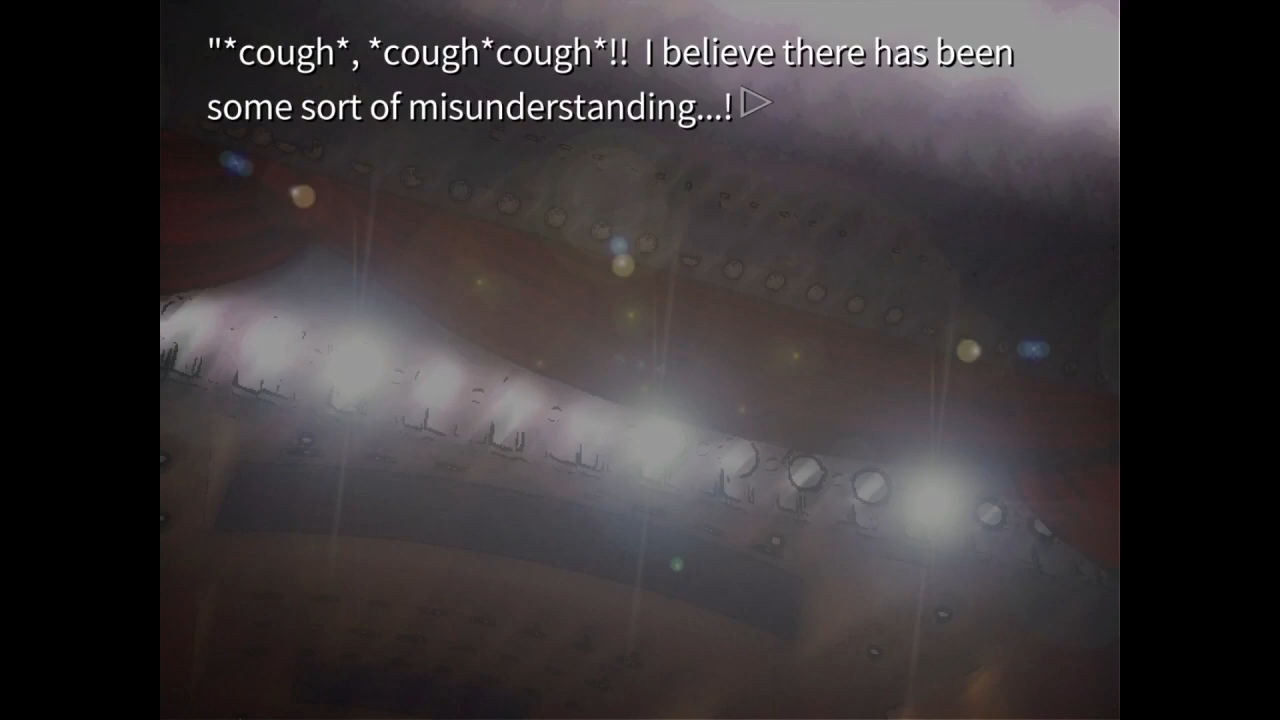 "*cough*, *cough*cough*!!  I believe there has been
some sort of misunderstanding...!